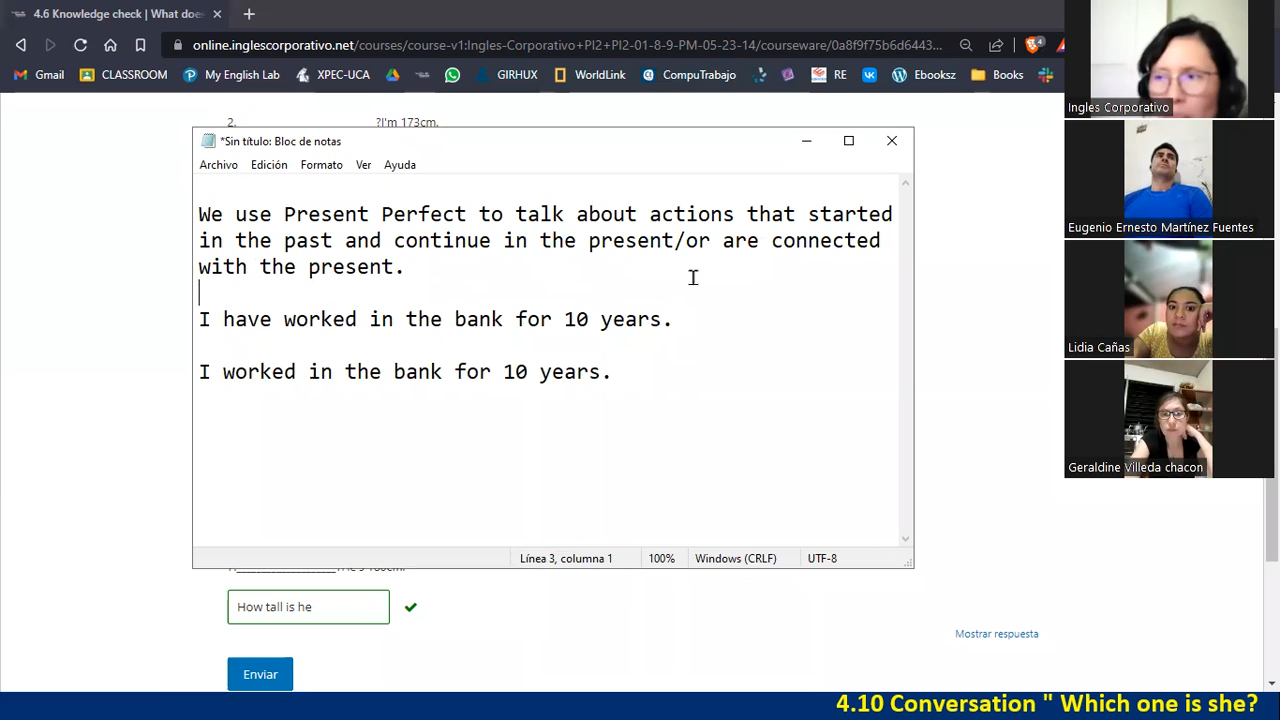 4.6 Knowledge check | What doe
online.inglescorporativo.net/courses/course-v1:Ingles-Corporativo+PI2+PI2-01-8-9-PM-05-23-14/courseware/0a8f9f75b6d6443...
4
Gmail CLASSROOM My English Lab XPEC-UCA GIRHUX WorldLink CompuTrabajo RE Ebooksz Books
2. ?I'm 173cm.
*Sin título: Bloc de notas
Archivo Edición Formato Ver Ayuda
We use Present Perfect to talk about actions that started
in the past and continue in the present/or are connected
with the present.
I have worked in the bank for 10 years.
I worked in the bank for 10 years.
Línea 3, columna 1 100% Windows (CRLF) UTF-8
How tall is he
Mostrar respuesta
Enviar
Ingles Corporativo
Eugenio Ernesto Martínez Fuentes
Lidia Cañas
Geraldine Villeda chacon
4.10 Conversation " Which one is she?